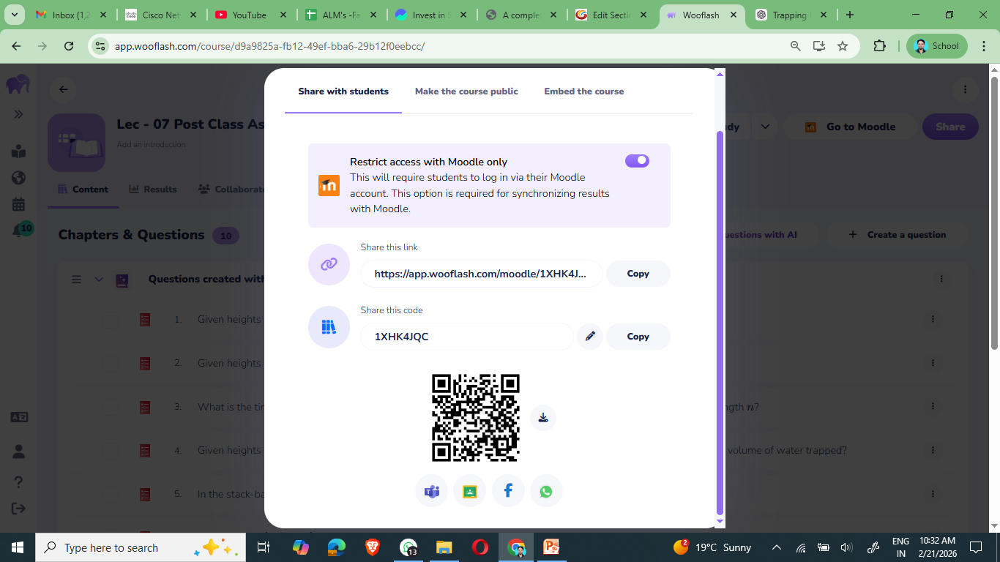 Inbox (1,2
Cisco Net
YouTube
ALM's -Fa
Invest in S
A comple
Edit Secti
Wooflash
Trapping
app.wooflash.com/course/d9a9825a-fb12-49ef-bba6-29b12f0eebcc/
School
Share with students
Make the course public
Embed the course
Lec - 07 Post Class As
Add an introduction
dy
Go to Moodle
Share
Restrict access with Moodle only
This will require students to log in via their Moodle
account. This option is required for synchronizing results
with Moodle.
Content
Results
Collaborate
10
Chapters & Questions
10
uestions with AI
+ Create a question
Share this link
https://app.wooflash.com/moodle/1XHK4J...
Copy
Questions created with
Share this code
1XHK4JQC
Copy
1. Given heights
2. Given heights
3. What is the tim
ngth n?
4. Given heights
volume of water trapped?
5. In the stack-ba
Type here to search
13
2
19°C Sunny
ENG
IN
10:32 AM
2/21/2026